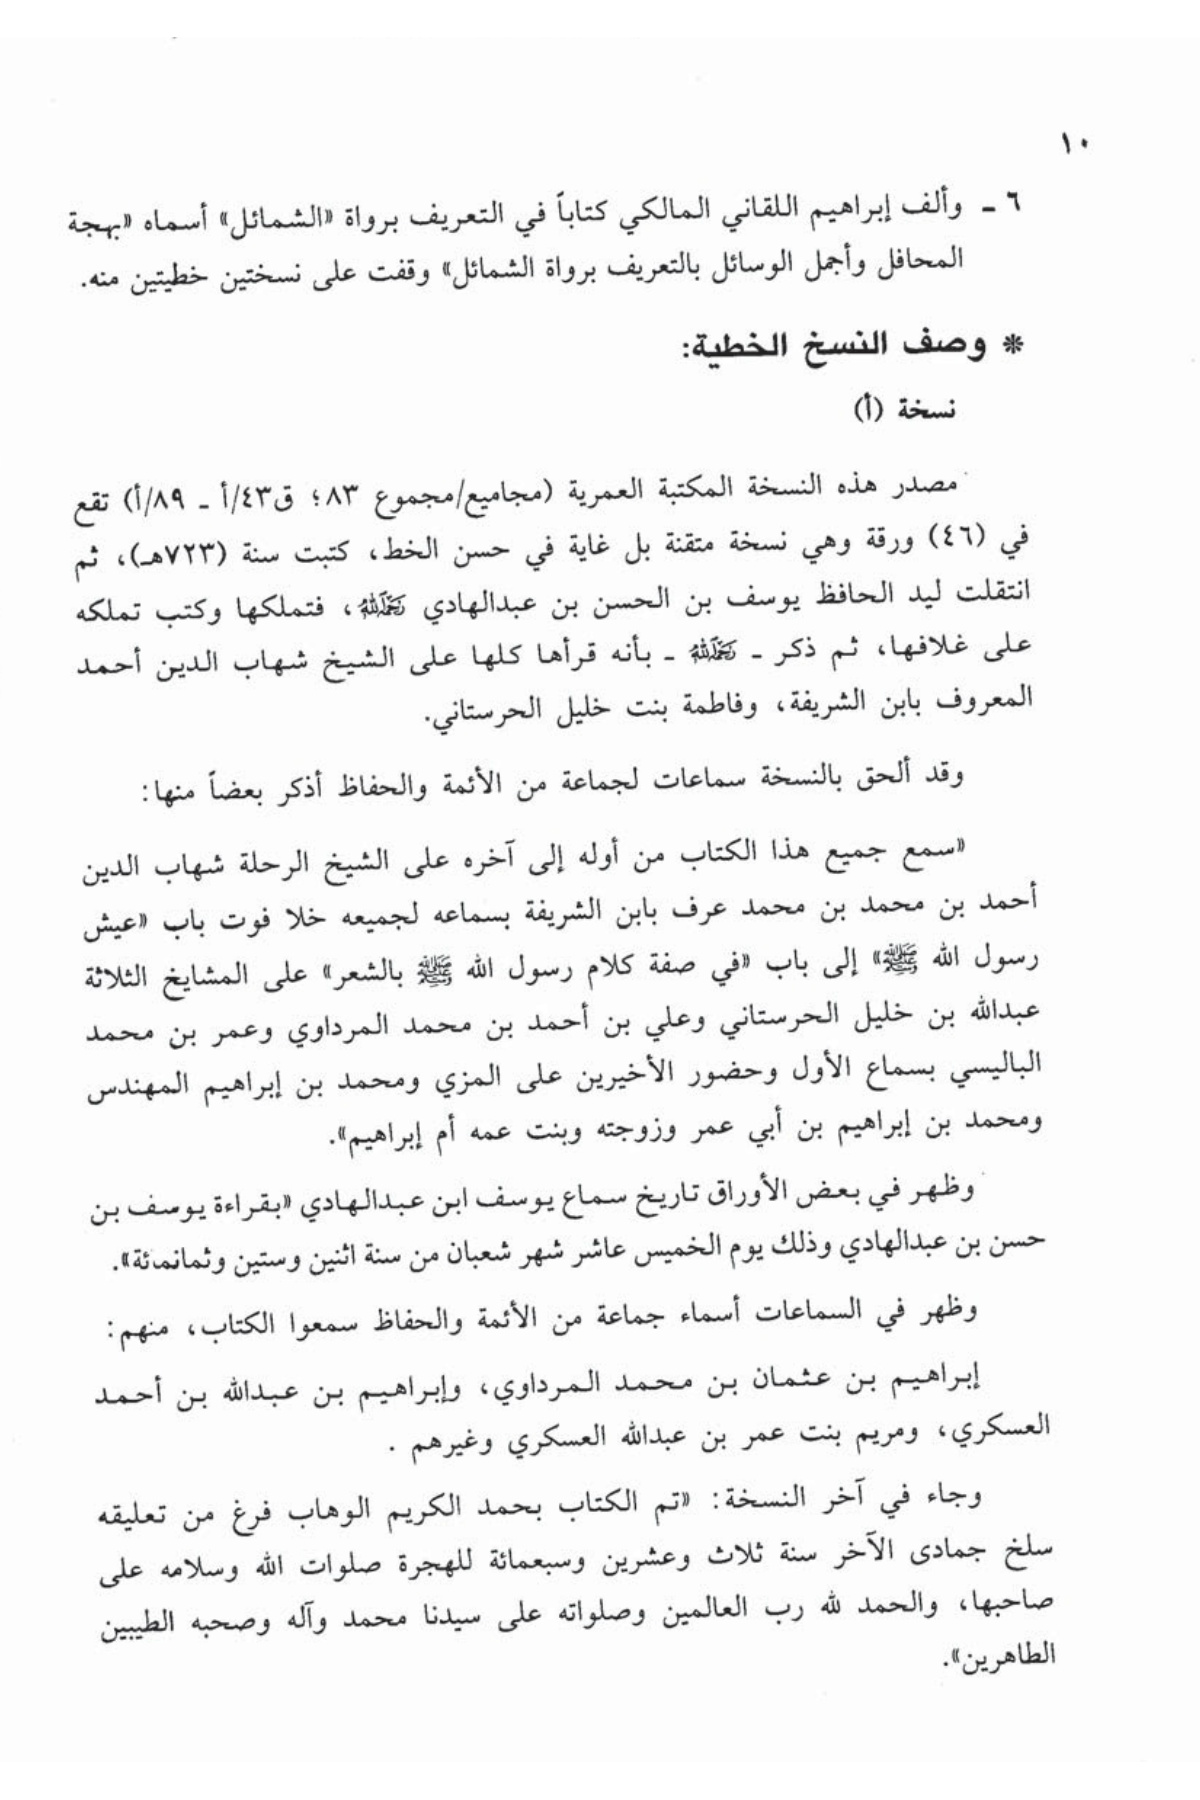 ١٠
٦ ـ وألف إبراهيم اللقاني المالكي كتاباً في التعريف برواة «الشمائل» أسماه «بهجة
المحافل وأجمل الوسائل بالتعريف برواة الشمائل» وقفت على نسختين خطيتين منه.
* وصف النسخ الخطية:
نسخة (أ)
مصدر هذه النسخة المكتبة العمرية (مجاميع/مجموع ٨٣؛ ق٤٣/أ ـ ٨٩/أ) تقع
في (٤٦) ورقة وهي نسخة متقنة بل غاية في حسن الخط، كتبت سنة (٧٢٣هـ)، ثم
انتقلت ليد الحافظ يوسف بن الحسن بن عبدالهادي رَحِمَهُ اللهُ، فتملكها وكتب تملكه
على غلافها، ثم ذكر ـ رَحِمَهُ اللهُ ـ بأنه قرأها كلها على الشيخ شهاب الدين أحمد
المعروف بابن الشريفة، وفاطمة بنت خليل الحرستاني.
وقد ألحق بالنسخة سماعات لجماعة من الأئمة والحفاظ أذكر بعضاً منها:
«سمع جميع هذا الكتاب من أوله إلى آخره على الشيخ الرحلة شهاب الدين
أحمد بن محمد بن محمد عرف بابن الشريفة بسماعه لجميعه خلا فوت باب «عيش
رسول الله ﷺ» إلى باب «في صفة كلام رسول الله ﷺ بالشعر» على المشايخ الثلاثة
عبدالله بن خليل الحرستاني وعلي بن أحمد بن محمد المرداوي وعمر بن محمد
الباليسي بسماع الأول وحضور الأخيرين على المزي ومحمد بن إبراهيم المهندس
ومحمد بن إبراهيم بن أبي عمر وزوجته وبنت عمه أم إبراهيم».
وظهر في بعض الأوراق تاريخ سماع يوسف ابن عبدالهادي «بقراءة يوسف بن
حسن بن عبدالهادي وذلك يوم الخميس عاشر شهر شعبان من سنة اثنين وستين وثمانمئة».
وظهر في السماعات أسماء جماعة من الأئمة والحفاظ سمعوا الكتاب، منهم:
إبراهيم بن عثمان بن محمد المرداوي، وإبراهيم بن عبدالله بن أحمد
العسكري، ومريم بنت عمر بن عبدالله العسكري وغيرهم .
وجاء في آخر النسخة: «تم الكتاب بحمد الكريم الوهاب فرغ من تعليقه
سلخ جمادى الآخر سنة ثلاث وعشرين وسبعمائة للهجرة صلوات الله وسلامه على
صاحبها، والحمد لله رب العالمين وصلواته على سيدنا محمد وآله وصحبه الطيبين
الطاهرين».